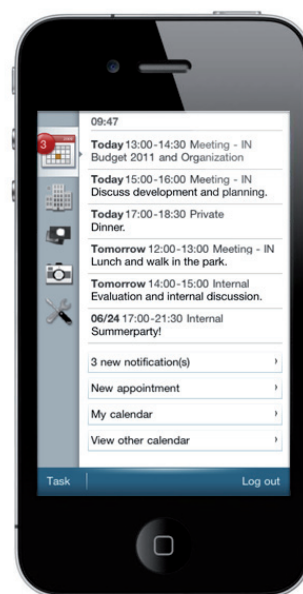 09:47
3
Today 13:00-14:30 Meeting - IN
Budget 2011 and Organization
Today 15:00-16:00 Meeting - IN
Discuss development and planning.
Today 17:00-18:30 Private
Dinner.
Tomorrow 12:00-13:00 Meeting - IN
Lunch and walk in the park.
Tomorrow 14:00-15:00 Internal
Evaluation and internal discussion.
06/24 17:00-21:30 Internal
Summerparty!
3 new notification(s)
New appointment
My calendar
View other calendar
Task
Log out